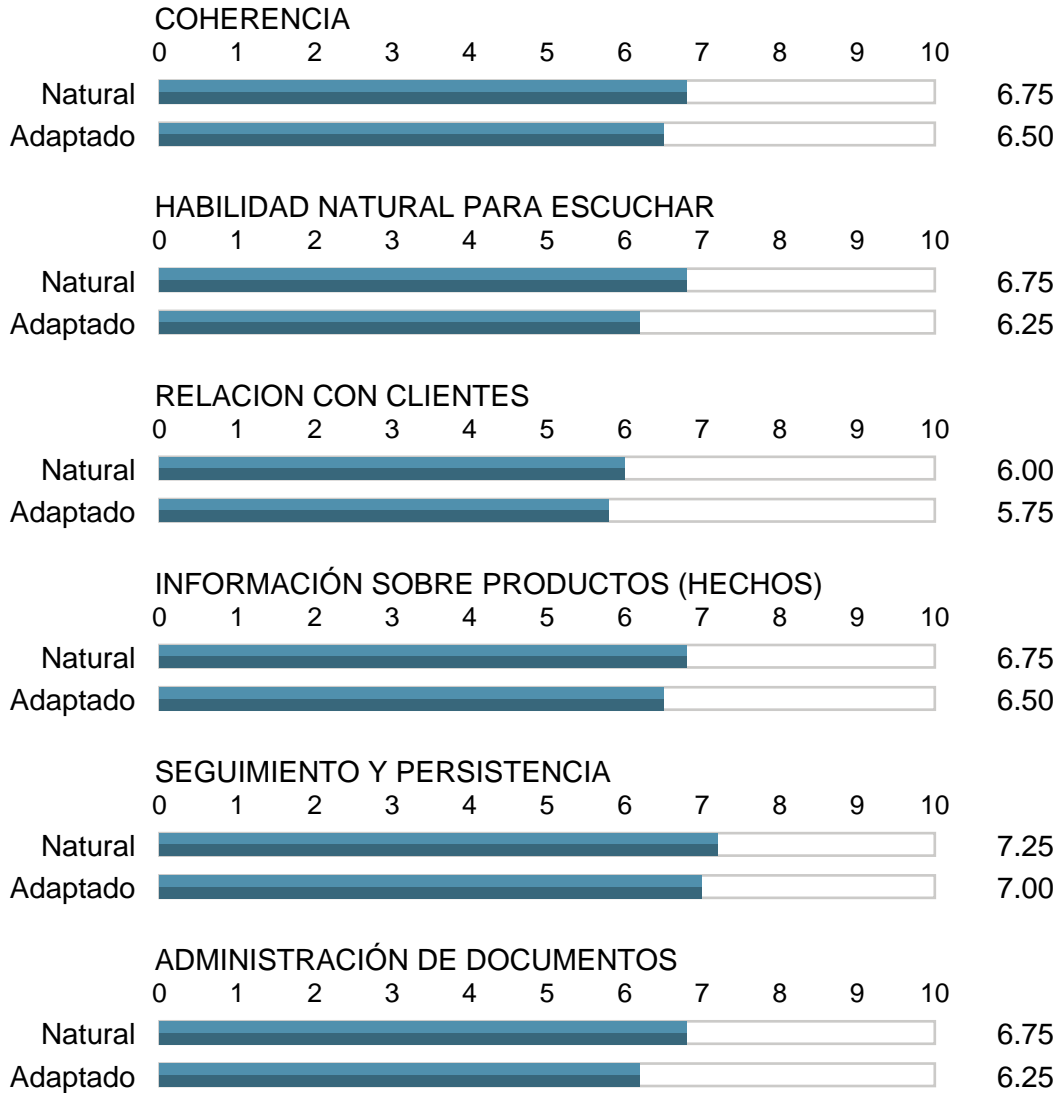 COHERENCIA
0 1 2 3 4 5 6 7 8 9 10
Natural 6.75
Adaptado 6.50
HABILIDAD NATURAL PARA ESCUCHAR
0 1 2 3 4 5 6 7 8 9 10
Natural 6.75
Adaptado 6.25
RELACION CON CLIENTES
0 1 2 3 4 5 6 7 8 9 10
Natural 6.00
Adaptado 5.75
INFORMACIÓN SOBRE PRODUCTOS (HECHOS)
0 1 2 3 4 5 6 7 8 9 10
Natural 6.75
Adaptado 6.50
SEGUIMIENTO Y PERSISTENCIA
0 1 2 3 4 5 6 7 8 9 10
Natural 7.25
Adaptado 7.00
ADMINISTRACIÓN DE DOCUMENTOS
0 1 2 3 4 5 6 7 8 9 10
Natural 6.75
Adaptado 6.25